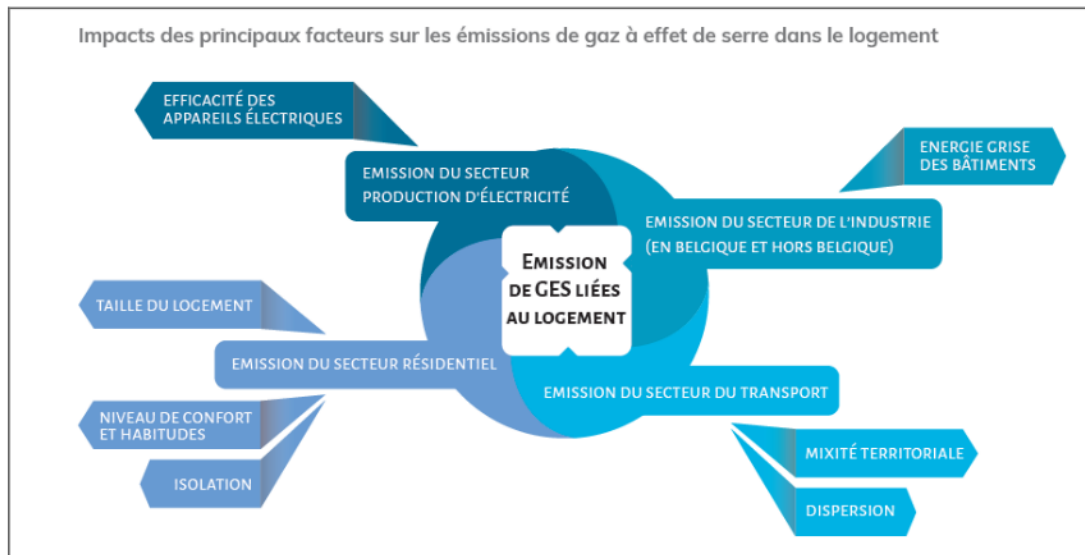 Impacts des principaux facteurs sur les émissions de gaz à effet de serre dans le logement
EFFICACITÉ DES
APPAREILS ÉLECTRIQUES
ENERGIE GRISE
DES BÂTIMENTS
EMISSION DU SECTEUR
PRODUCTION D'ÉLECTRICITÉ
EMISSION DU SECTEUR DE L'INDUSTRIE
(EN BELGIQUE ET HORS BELGIQUE)
EMISSION
DE GES LIÉES
AU LOGEMENT
TAILLE DU LOGEMENT
EMISSION DU SECTEUR RÉSIDENTIEL
EMISSION DU SECTEUR DU TRANSPORT
NIVEAU DE CONFORT
ET HABITUDES
ISOLATION
MIXITÉ TERRITORIALE
DISPERSION